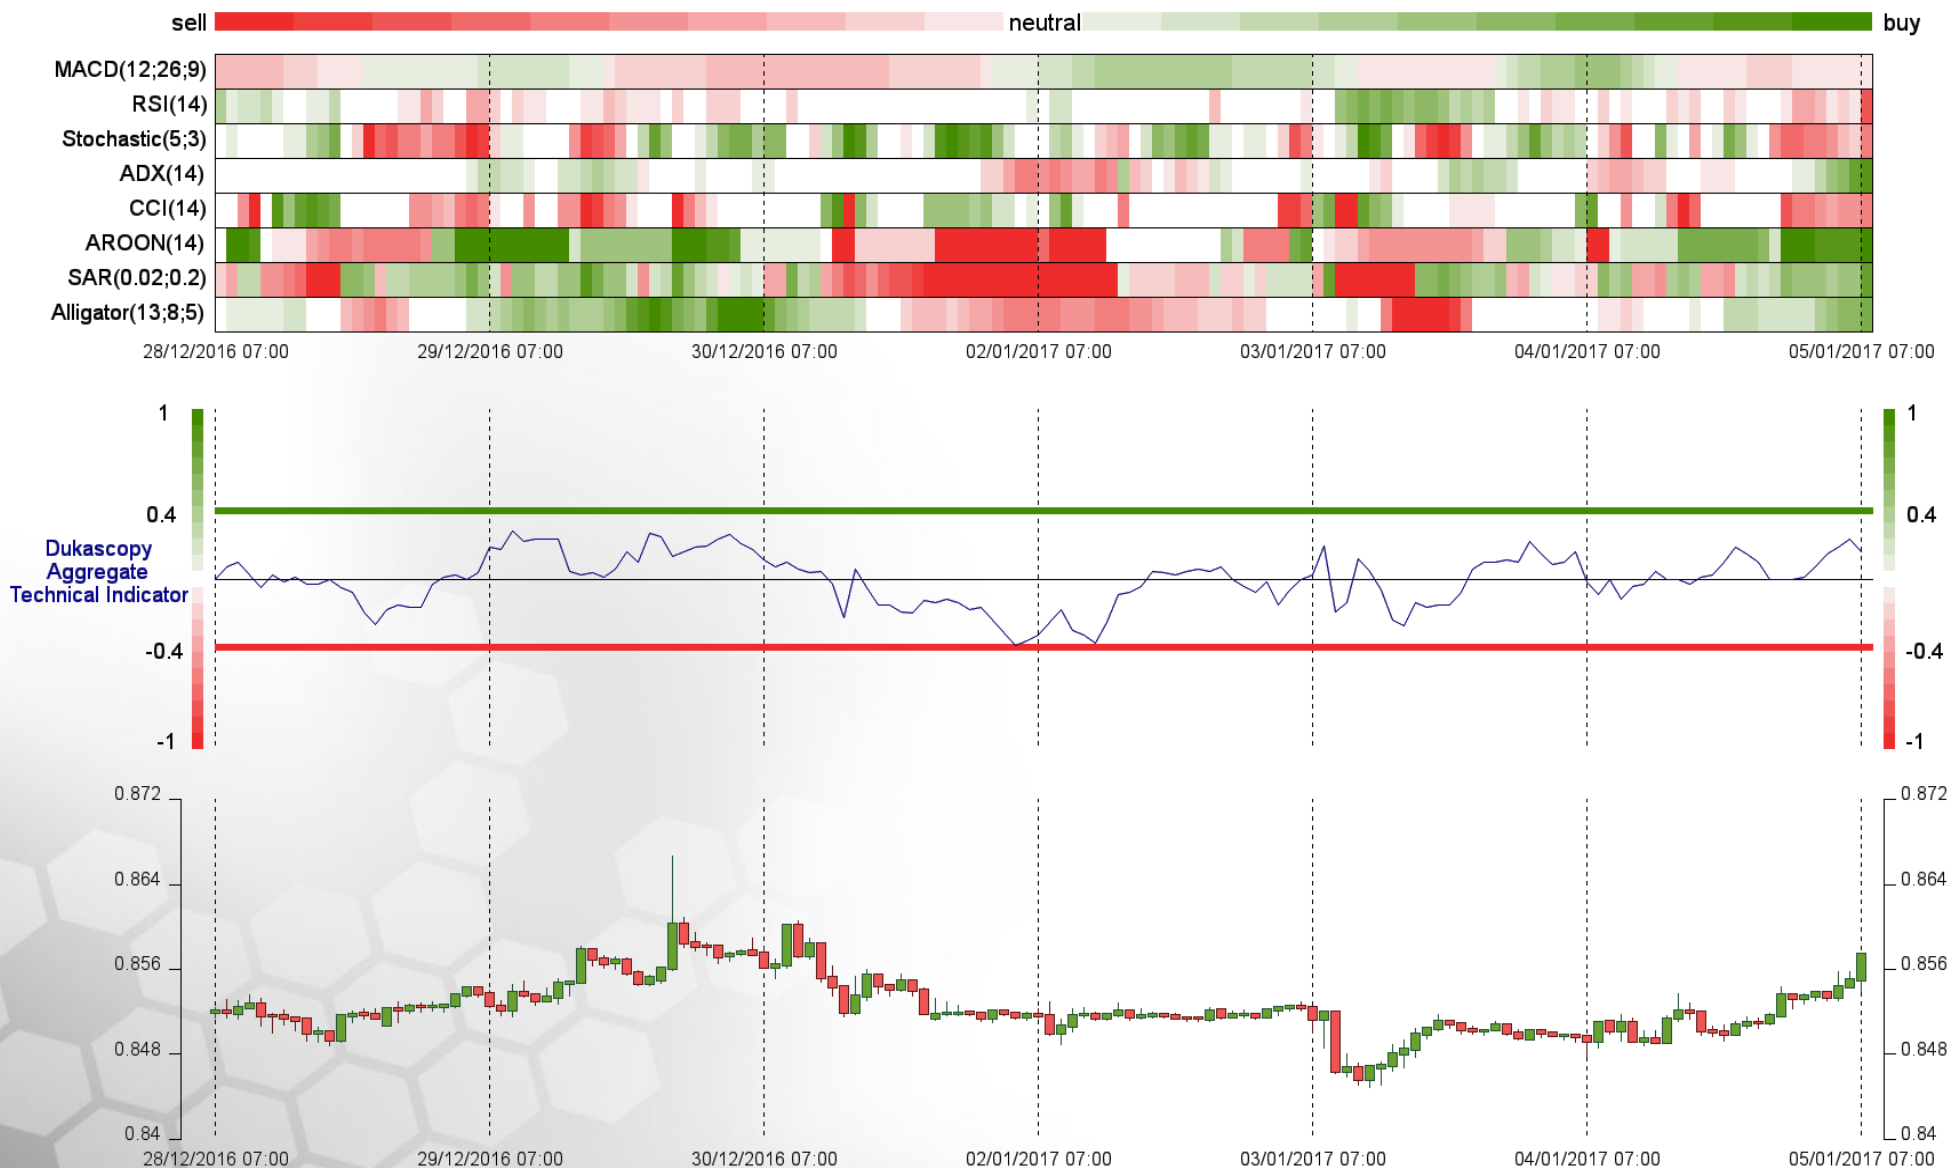 sell neutral buy
MACD(12;26;9)
RSI(14)
Stochastic(5;3)
ADX(14)
CCI(14)
AROON(14)
SAR(0.02;0.2)
Alligator(13;8;5)
28/12/2016 07:00 29/12/2016 07:00 30/12/2016 07:00 02/01/2017 07:00 03/01/2017 07:00 04/01/2017 07:00 05/01/2017 07:00
1 1
0.4 0.4
Dukascopy
Aggregate
Technical Indicator
-0.4 -0.4
-1 -1
0.872 0.872
0.864 0.864
0.856 0.856
0.848 0.848
0.84 0.84
28/12/2016 07:00 29/12/2016 07:00 30/12/2016 07:00 02/01/2017 07:00 03/01/2017 07:00 04/01/2017 07:00 05/01/2017 07:00